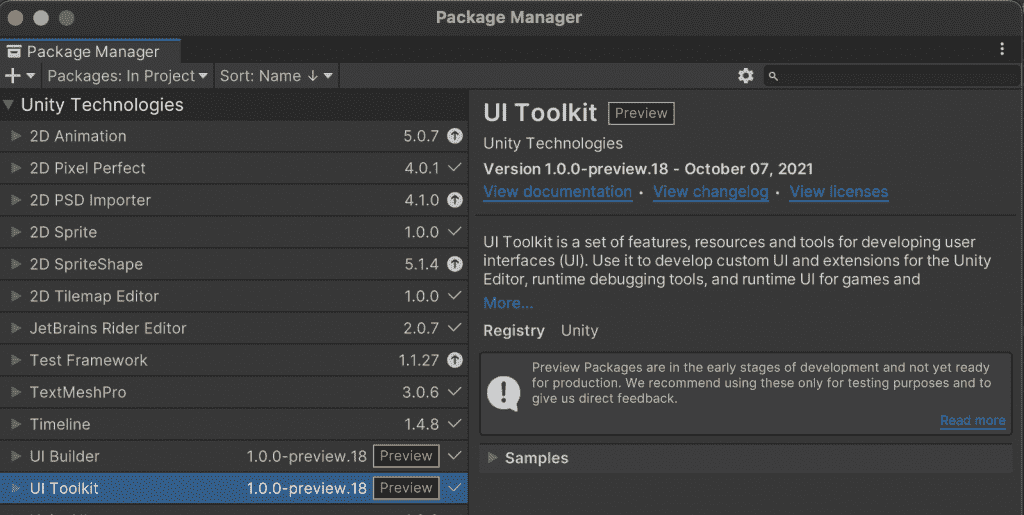 Package Manager
Package Manager
Packages: In Project
Sort: Name ↓
Unity Technologies
2D Animation 5.0.7
2D Pixel Perfect 4.0.1
2D PSD Importer 4.1.0
2D Sprite 1.0.0
2D SpriteShape 5.1.4
2D Tilemap Editor 1.0.0
JetBrains Rider Editor 2.0.7
Test Framework 1.1.27
TextMeshPro 3.0.6
Timeline 1.4.8
UI Builder 1.0.0-preview.18 Preview
UI Toolkit 1.0.0-preview.18 Preview
UI Toolkit Preview
Unity Technologies
Version 1.0.0-preview.18 - October 07, 2021
View documentation • View changelog • View licenses
UI Toolkit is a set of features, resources and tools for developing user
interfaces (UI). Use it to develop custom UI and extensions for the Unity
Editor, runtime debugging tools, and runtime UI for games and
More...
Registry Unity
Preview Packages are in the early stages of development and not yet ready
for production. We recommend using these only for testing purposes and to
give us direct feedback.
Read more
Samples